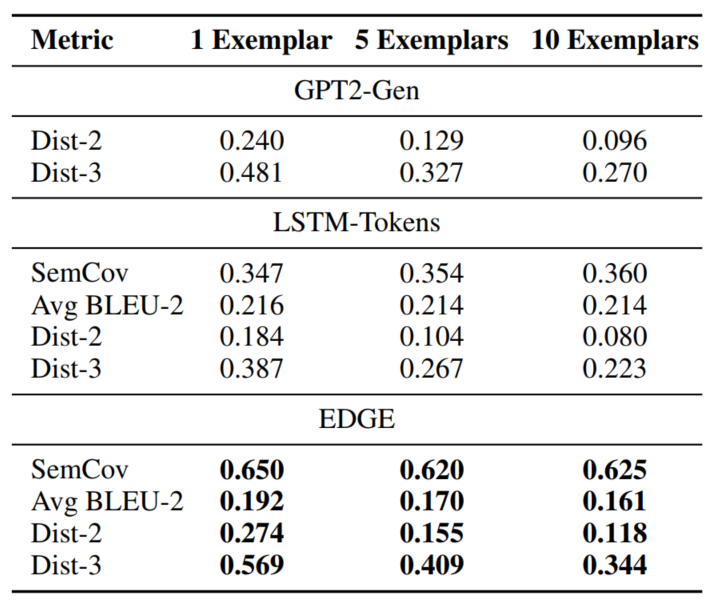 Metric 1 Exemplar 5 Exemplars 10 Exemplars
GPT2-Gen
Dist-2 0.240 0.129 0.096
Dist-3 0.481 0.327 0.270
LSTM-Tokens
SemCov 0.347 0.354 0.360
Avg BLEU-2 0.216 0.214 0.214
Dist-2 0.184 0.104 0.080
Dist-3 0.387 0.267 0.223
EDGE
SemCov 0.650 0.620 0.625
Avg BLEU-2 0.192 0.170 0.161
Dist-2 0.274 0.155 0.118
Dist-3 0.569 0.409 0.344